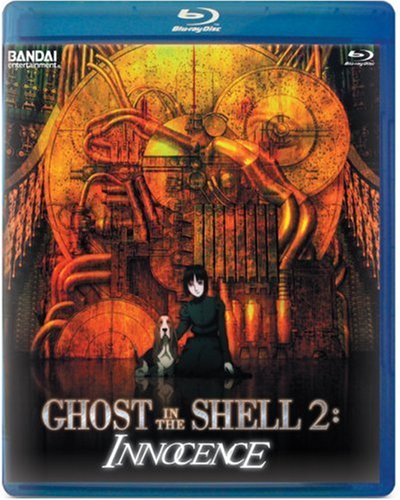 Blu-ray Disc
BANDAI
entertainment
Blu-ray Disc
GHOST IN THE SHELL 2:
INNOCENCE